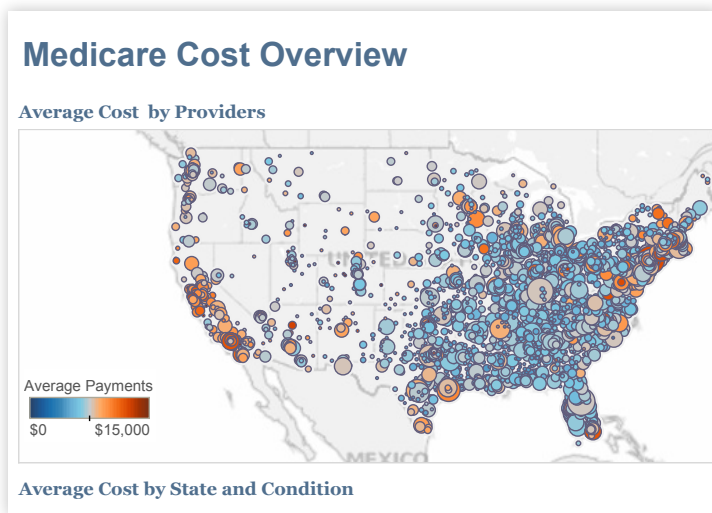 Medicare Cost Overview
Average Cost by Providers
UNITED
Average Payments
$0 $15,000
MEXICO
Average Cost by State and Condition